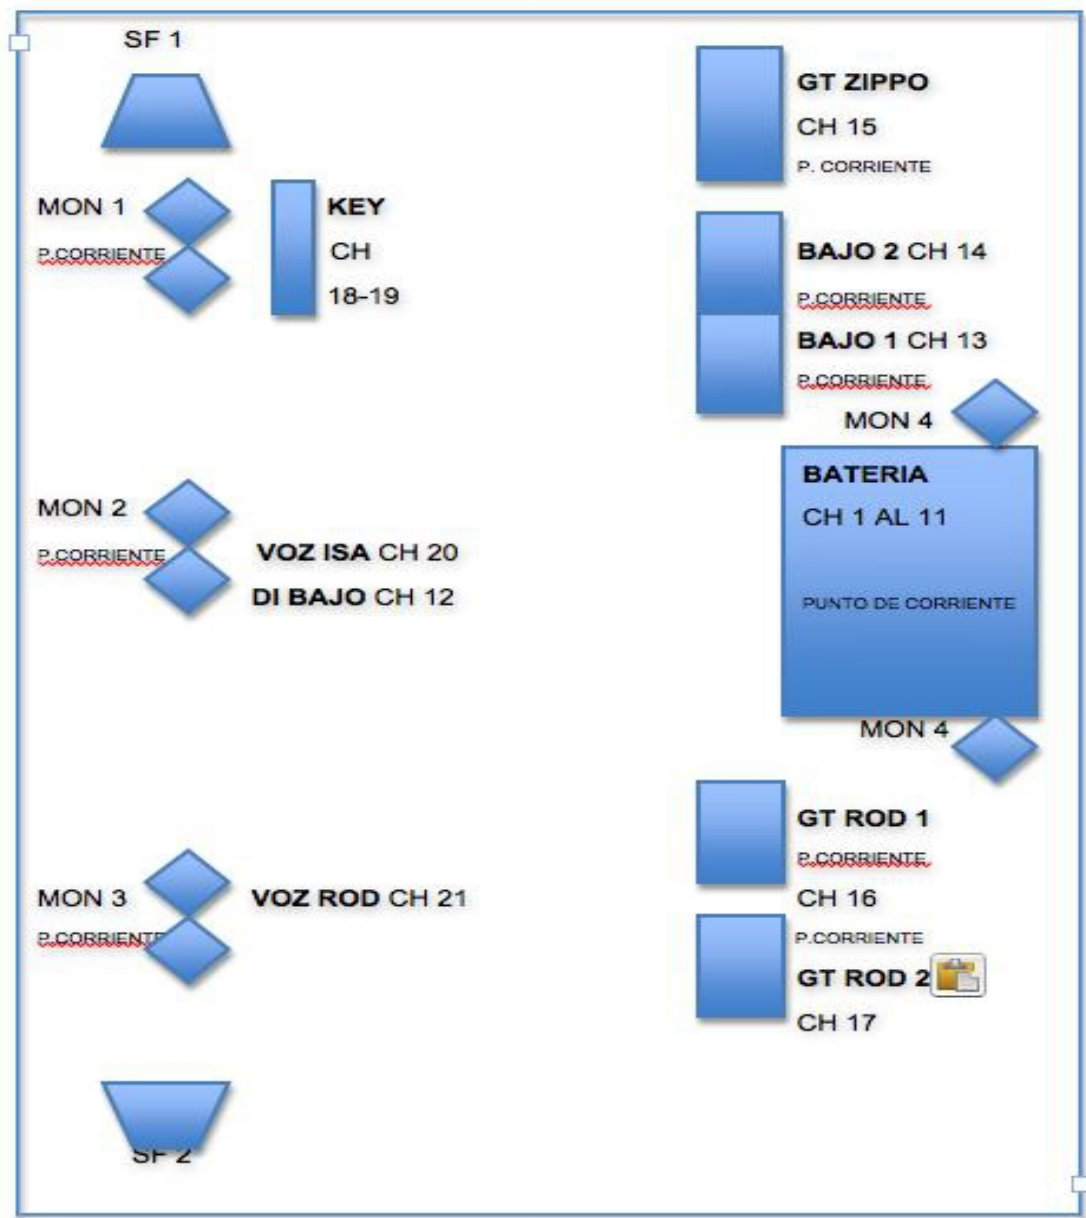 SF 1
GT ZIPPO
CH 15
P. CORRIENTE
MON 1
P.CORRIENTE
KEY
CH
18-19
BAJO 2 CH 14
P.CORRIENTE
BAJO 1 CH 13
P.CORRIENTE
MON 4
BATERIA
CH 1 AL 11
PUNTO DE CORRIENTE
MON 2
P.CORRIENTE
VOZ ISA CH 20
DI BAJO CH 12
MON 4
GT ROD 1
P.CORRIENTE
CH 16
MON 3
P.CORRIENTE
VOZ ROD CH 21
P.CORRIENTE
GT ROD 2
CH 17
SF 2